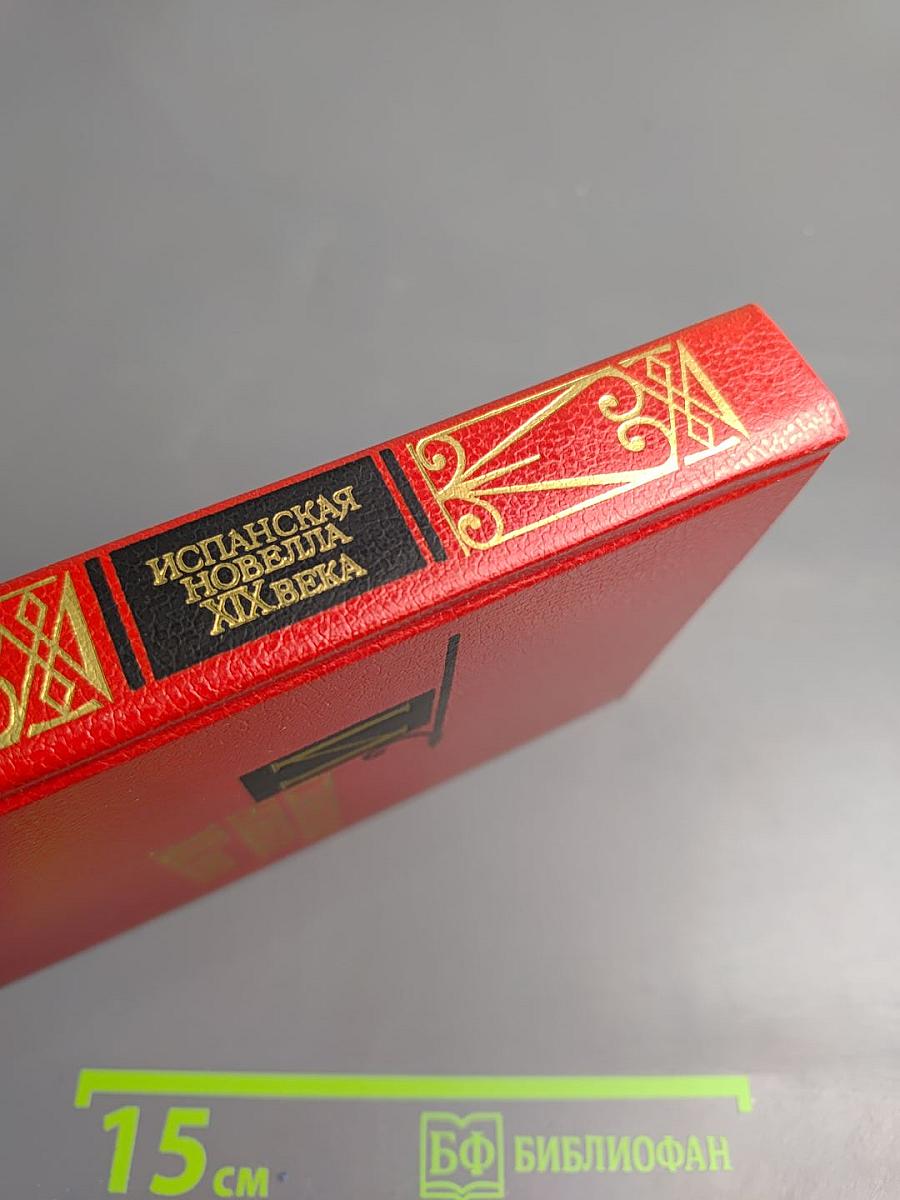 ИСПАНСКАЯ
НОВЕЛЛА
XIX ВЕКА
15 см
БФ БИБЛИОФАН